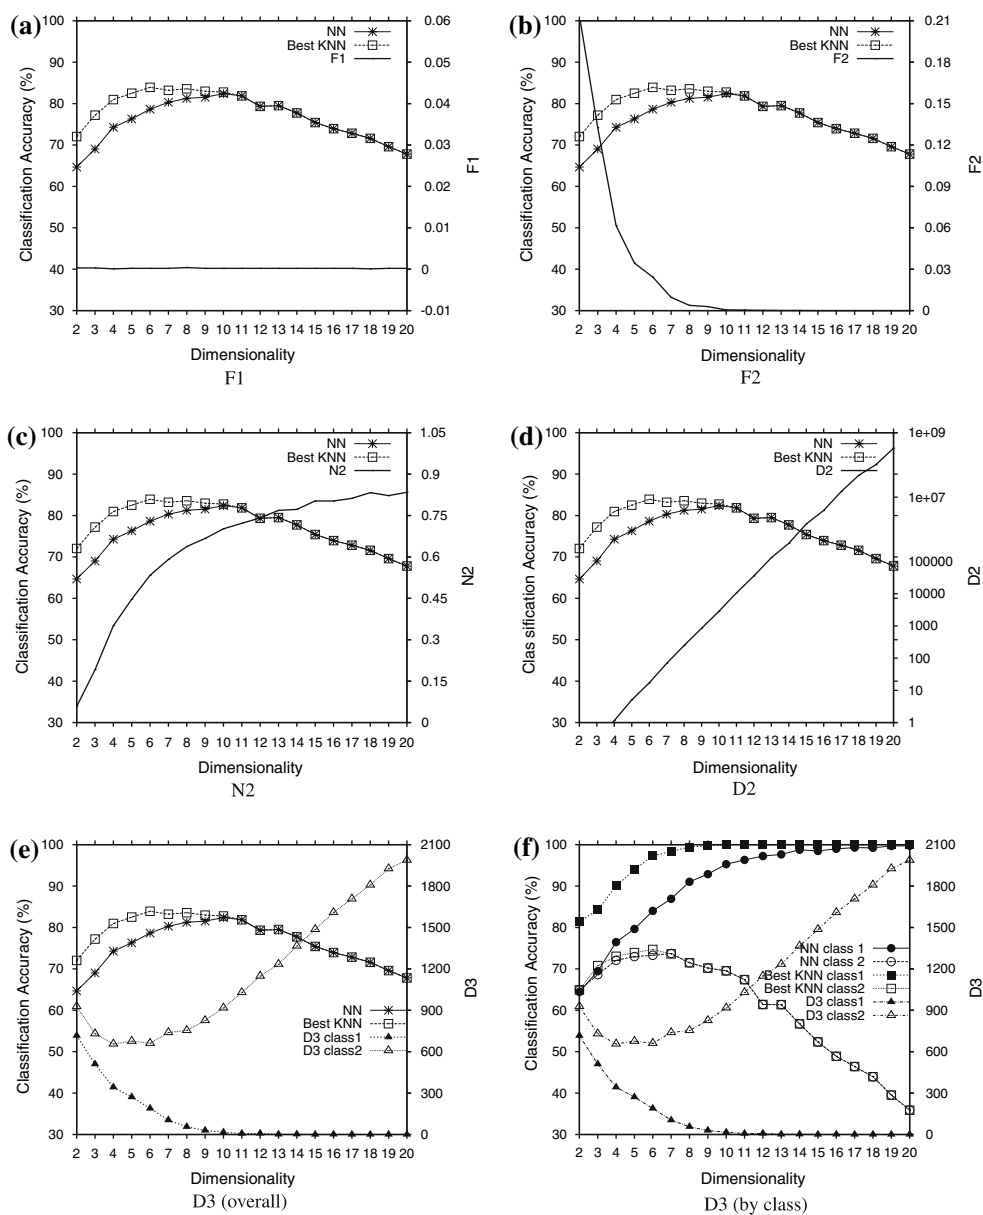 (a)
NN
Best KNN
F1
Classification Accuracy (%)
100
90
80
70
60
50
40
30
0.06
0.05
0.04
0.03
0.02
0.01
0
-0.01
F1
2 3 4 5 6 7 8 9 10 11 12 13 14 15 16 17 18 19 20
Dimensionality
F1
(b)
NN
Best KNN
F2
Classification Accuracy (%)
100
90
80
70
60
50
40
30
0.21
0.18
0.15
0.12
0.09
0.06
0.03
0
F2
2 3 4 5 6 7 8 9 10 11 12 13 14 15 16 17 18 19 20
Dimensionality
F2
(c)
NN
Best KNN
N2
Classification Accuracy (%)
100
90
80
70
60
50
40
30
1.05
0.9
0.75
0.6
0.45
0.3
0.15
0
N2
2 3 4 5 6 7 8 9 10 11 12 13 14 15 16 17 18 19 20
Dimensionality
N2
(d)
NN
Best KNN
D2
Clas sification Accuracy (%)
100
90
80
70
60
50
40
30
1e+09
1e+07
100000
10000
1000
100
10
1
D2
2 3 4 5 6 7 8 9 10 11 12 13 14 15 16 17 18 19 20
Dimensionality
D2
(e)
NN
Best KNN
D3 class1
D3 class2
Classification Accuracy (%)
100
90
80
70
60
50
40
30
2100
1800
1500
1200
900
600
300
0
D3
2 3 4 5 6 7 8 9 10 11 12 13 14 15 16 17 18 19 20
Dimensionality
D3 (overall)
(f)
NN class 1
NN class 2
Best KNN class1
Best KNN class2
D3 class1
D3 class2
Classification Accuracy (%)
100
90
80
70
60
50
40
30
2100
1800
1500
1200
900
600
300
0
D3
2 3 4 5 6 7 8 9 10 11 12 13 14 15 16 17 18 19 20
Dimensionality
D3 (by class)